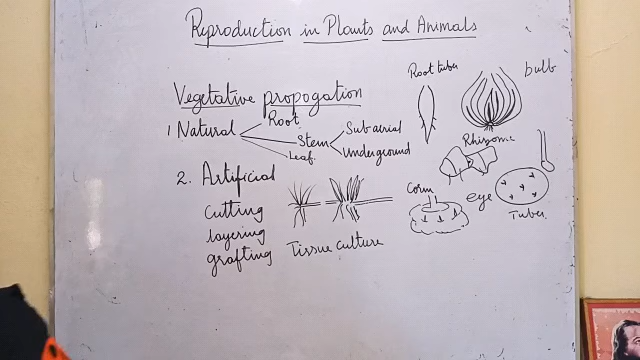 Reproduction in Plants and Animals
Vegetative propogation
1 Natural
Root
Stem
Leaf.
Sub aerial
Underground
2. Artificial
cutting
layering
grafting
Tissue culture
Root tuber
bulb
Rhizome
Corm
eye
Tuber.